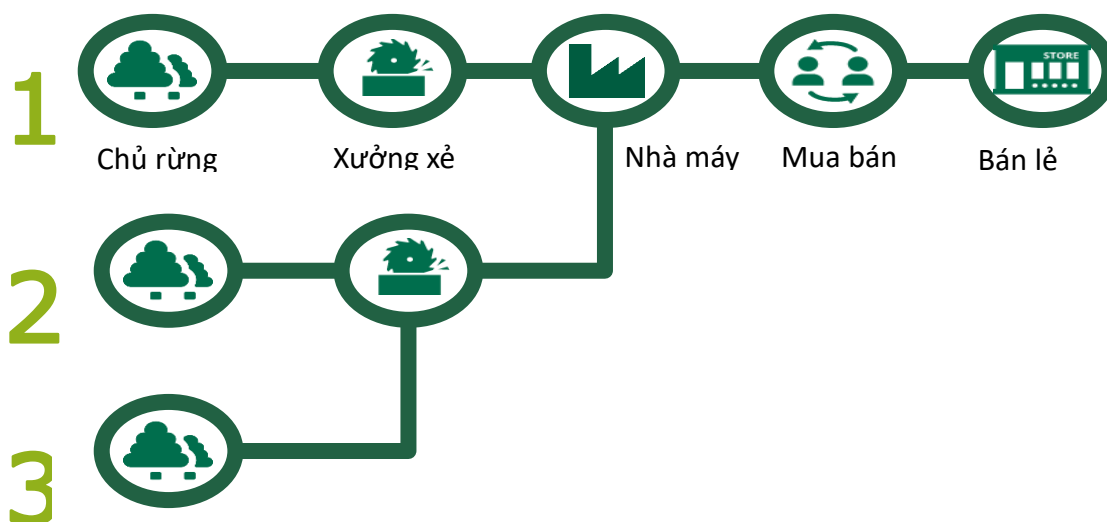 1
STORE
Chủ rừng
Xưởng xẻ
Nhà máy
Mua bán
Bán lẻ
2
3